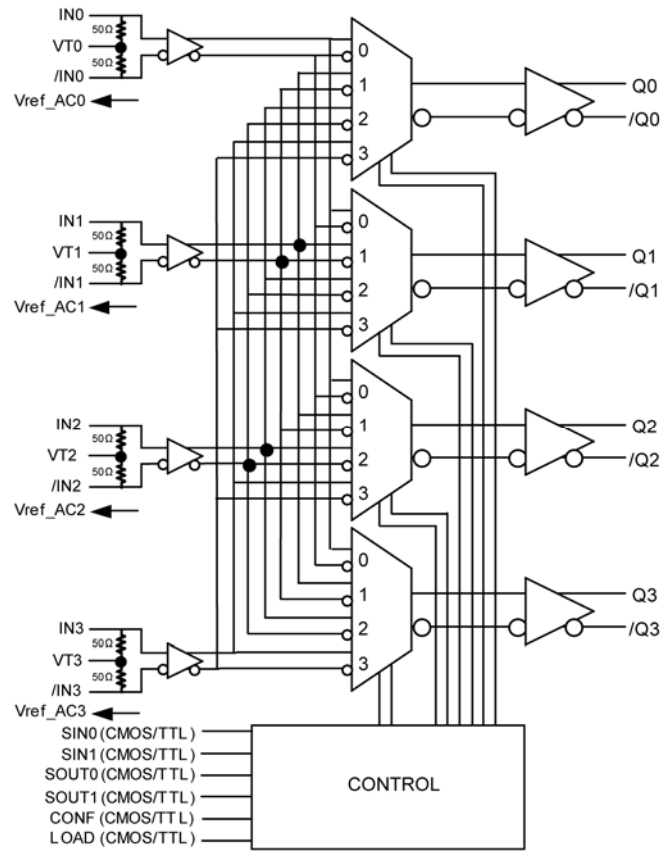 IN0
50Ω
VT0
50Ω
/IN0
Vref_AC0
0
1
2
3
Q0
/Q0
IN1
50Ω
VT1
50Ω
/IN1
Vref_AC1
0
1
2
3
Q1
/Q1
IN2
50Ω
VT2
50Ω
/IN2
Vref_AC2
0
1
2
3
Q2
/Q2
IN3
50Ω
VT3
50Ω
/IN3
Vref_AC3
0
1
2
3
Q3
/Q3
SIN0 (CMOS/TTL)
SIN1 (CMOS/TTL)
SOUT0 (CMOS/TTL)
SOUT1 (CMOS/TTL)
CONF (CMOS/TTL)
LOAD (CMOS/TTL)
CONTROL